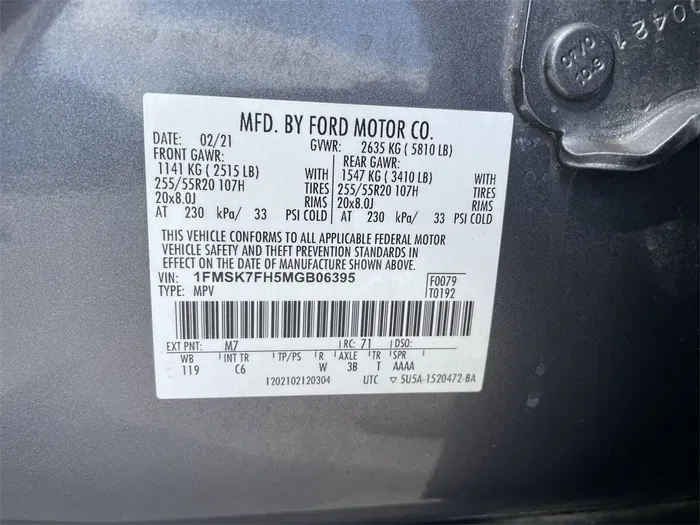 00421
MFD. BY FORD MOTOR CO.
DATE: 02/21 GVWR: 2635 KG ( 5810 LB)
FRONT GAWR: REAR GAWR:
1141 KG ( 2515 LB) WITH 1547 KG ( 3410 LB) WITH
255/55R20 107H TIRES 255/55R20 107H TIRES
20x8.0J RIMS 20x8.0J RIMS
AT 230 kPa/ 33 PSI COLD AT 230 kPa/ 33 PSI COLD
THIS VEHICLE CONFORMS TO ALL APPLICABLE FEDERAL MOTOR
VEHICLE SAFETY AND THEFT PREVENTION STANDARDS IN
EFFECT ON THE DATE OF MANUFACTURE SHOWN ABOVE.
VIN: 1FMSK7FH5MGB06395 F0079
TYPE: MPV T0192
EXT PNT: M7 RC: 71 DSO:
WB INT TR TP/PS R AXLE TR SPR
119 C6 W 3B T AAAA
1202102120304 UTC ▽ 5U5A-1520472-BA